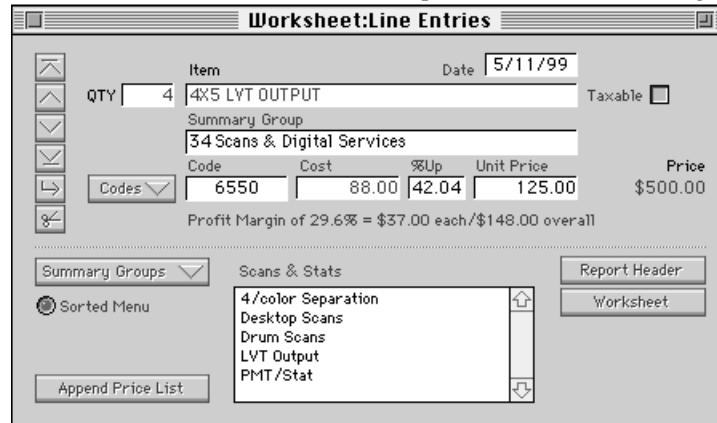 Worksheet:Line Entries
Item Date 5/11/99
QTY 4 4X5 LVT OUTPUT Taxable
Summary Group
34 Scans & Digital Services
Code Cost %Up Unit Price Price
Codes 6550 88.00 42.04 125.00 $500.00
Profit Margin of 29.6% = $37.00 each/$148.00 overall
Summary Groups Scans & Stats Report Header
Sorted Menu 4/color Separation Worksheet
Desktop Scans
Drum Scans
LVT Output
PMT/Stat
Append Price List